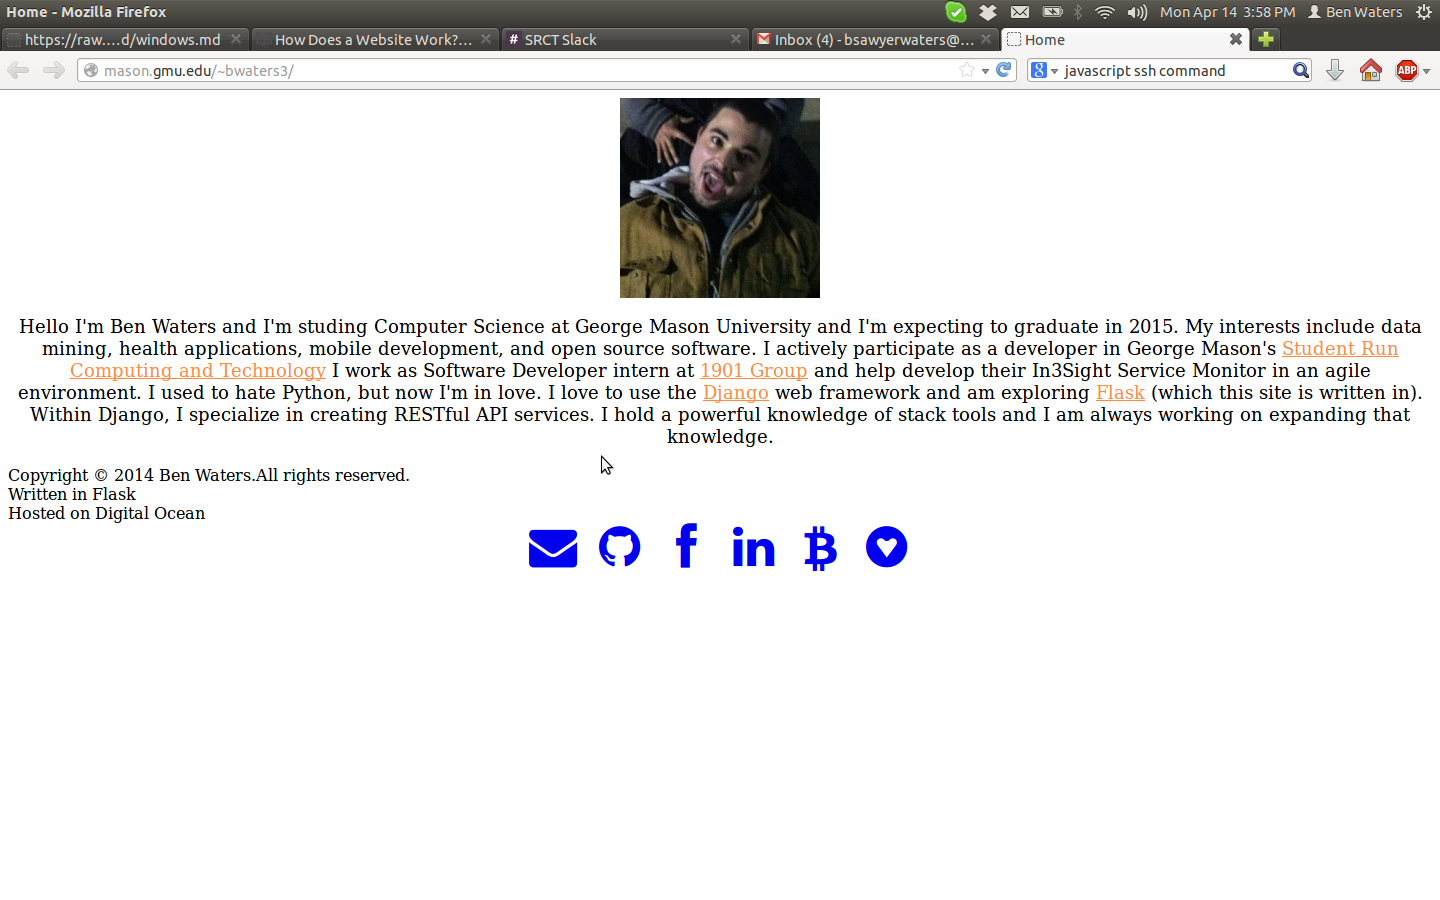 Home - Mozilla Firefox
Mon Apr 14 3:58 PM Ben Waters
https://raw....d/windows.md How Does a Website Work?... # SRCT Slack Inbox (4) - bsawyerwaters@... Home
mason.gmu.edu/~bwaters3/ javascript ssh command ABP
Hello I'm Ben Waters and I'm studing Computer Science at George Mason University and I'm expecting to graduate in 2015. My interests include data
mining, health applications, mobile development, and open source software. I actively participate as a developer in George Mason's Student Run
Computing and Technology I work as Software Developer intern at 1901 Group and help develop their In3Sight Service Monitor in an agile
environment. I used to hate Python, but now I'm in love. I love to use the Django web framework and am exploring Flask (which this site is written in).
Within Django, I specialize in creating RESTful API services. I hold a powerful knowledge of stack tools and I am always working on expanding that
knowledge.
Copyright © 2014 Ben Waters.All rights reserved.
Written in Flask
Hosted on Digital Ocean